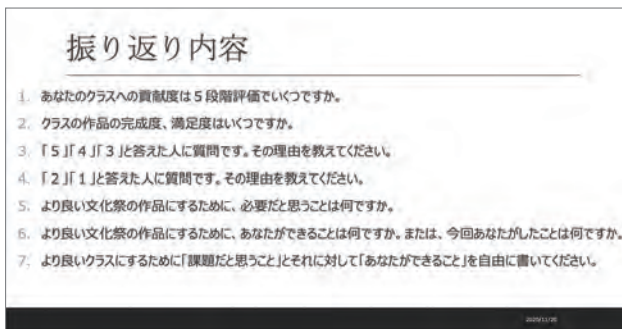 振り返り内容
1. あなたのクラスへの貢献度は５段階評価でいくつですか。
2. クラスの作品の完成度、満足度はいくつですか。
3. 「５」「４」「３」と答えた人に質問です。その理由を教えてください。
4. 「２」「１」と答えた人に質問です。その理由を教えてください。
5. より良い文化祭の作品にするために、必要だと思うことは何ですか。
6. より良い文化祭の作品にするために、あなたができることは何ですか。または、今回あなたがしたことは何ですか。
7. より良いクラスにするために「課題だと思うこと」とそれに対して「あなたができること」を自由に書いてください。
2020/11/20